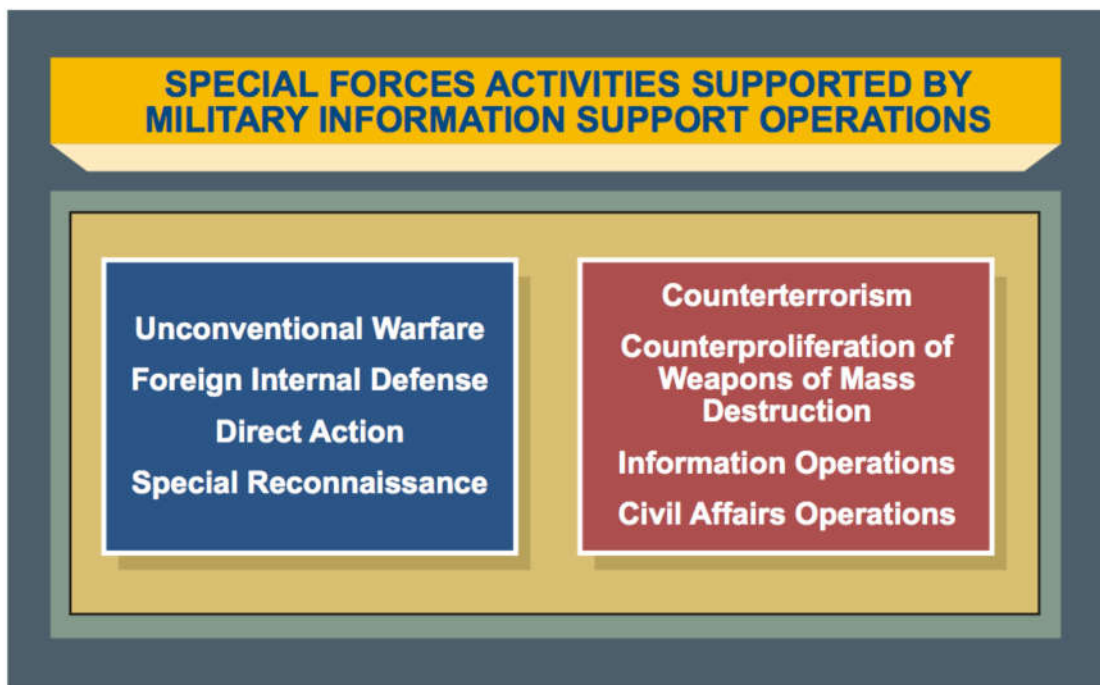 SPECIAL FORCES ACTIVITIES SUPPORTED BY
MILITARY INFORMATION SUPPORT OPERATIONS
Unconventional Warfare
Foreign Internal Defense
Direct Action
Special Reconnaissance
Counterterrorism
Counterproliferation of
Weapons of Mass
Destruction
Information Operations
Civil Affairs Operations